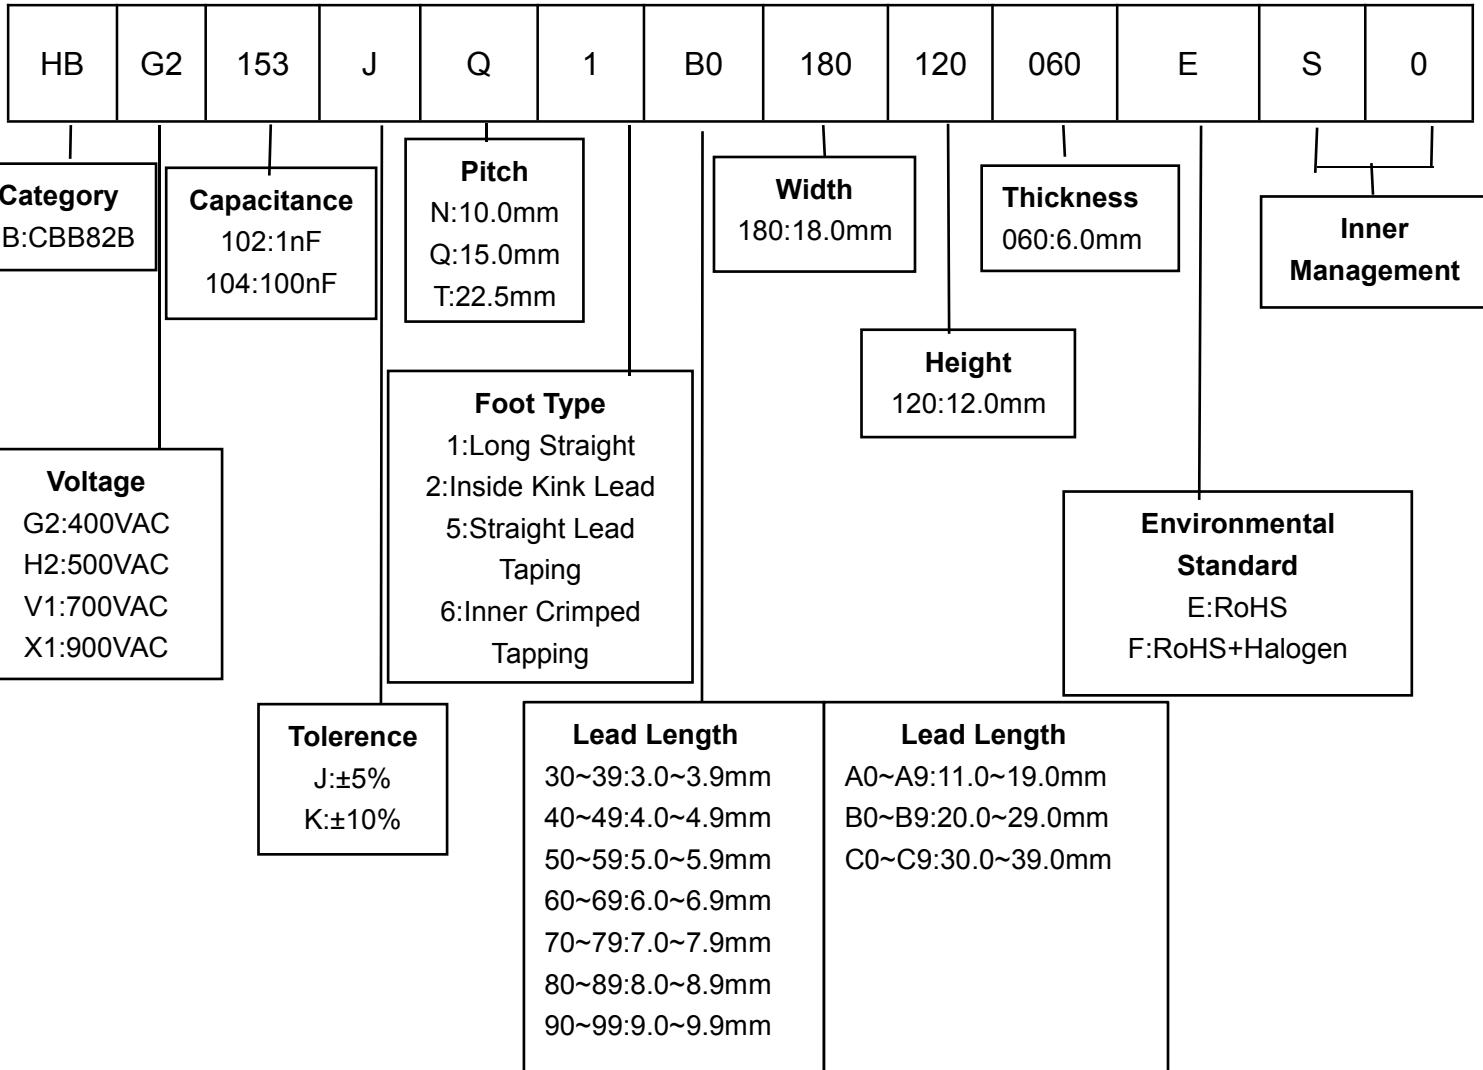 HB G2 153 J Q 1 B0 180 120 060 E S 0
Category
B:CBB82B
Capacitance
102:1nF
104:100nF
Pitch
N:10.0mm
Q:15.0mm
T:22.5mm
Width
180:18.0mm
Thickness
060:6.0mm
Inner
Management
Height
120:12.0mm
Foot Type
1:Long Straight
2:Inside Kink Lead
5:Straight Lead
Taping
6:Inner Crimped
Tapping
Voltage
G2:400VAC
H2:500VAC
V1:700VAC
X1:900VAC
Environmental
Standard
E:RoHS
F:RoHS+Halogen
Tolerence
J:±5%
K:±10%
Lead Length
30~39:3.0~3.9mm
40~49:4.0~4.9mm
50~59:5.0~5.9mm
60~69:6.0~6.9mm
70~79:7.0~7.9mm
80~89:8.0~8.9mm
90~99:9.0~9.9mm
Lead Length
A0~A9:11.0~19.0mm
B0~B9:20.0~29.0mm
C0~C9:30.0~39.0mm